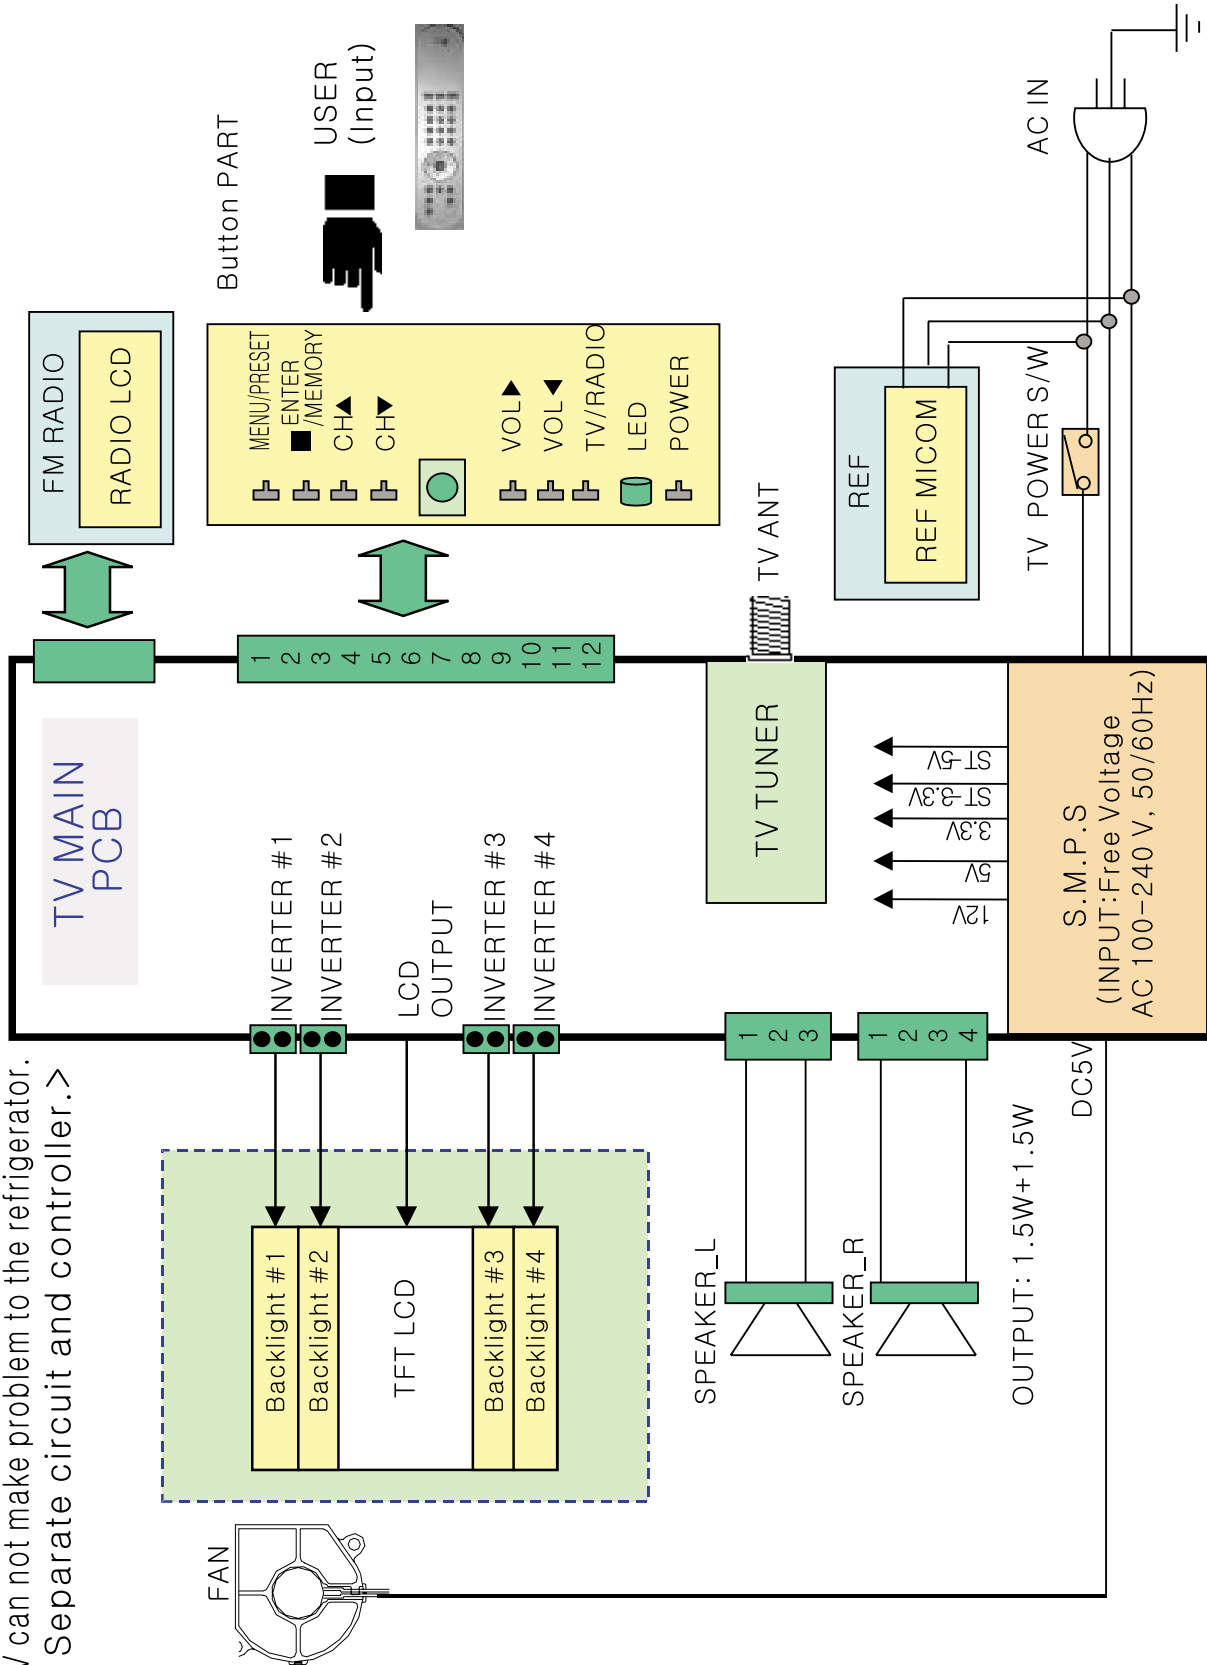 can not make problem to the refrigerator.
Separate circuit and controller.>
FAN
Backlight #1
Backlight #2
TFT LCD
Backlight #3
Backlight #4
SPEAKER_L
SPEAKER_R
OUTPUT: 1.5W+1.5W
DC5V
TV MAIN
PCB
INVERTER #1
INVERTER #2
LCD
OUTPUT
INVERTER #3
INVERTER #4
1
2
3
1
2
3
4
TV TUNER
12V
5V
3.3V
ST-3.3V
ST-5V
S.M.P.S
(INPUT:Free Voltage
AC 100-240 V, 50/60Hz)
1
2
3
4
5
6
7
8
9
10
11
12
TV ANT
FM RADIO
RADIO LCD
MENU/PRESET
■ ENTER
/MEMORY
CH▲
CH▼
VOL▶
VOL◀
TV/RADIO
LED
POWER
Button PART
USER
(Input)
REF
REF MICOM
TV POWER S/W
AC IN